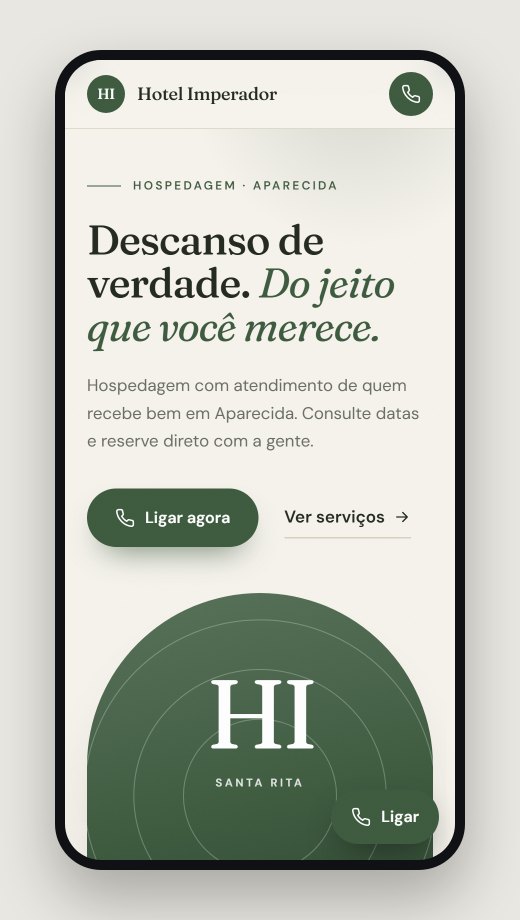 HI Hotel Imperador
HOSPEDAGEM · APARECIDA
Descanso de
verdade. Do jeito
que você merece.
Hospedagem com atendimento de quem
recebe bem em Aparecida. Consulte datas
e reserve direto com a gente.
Ligar agora Ver serviços →
HI
SANTA RITA
Ligar